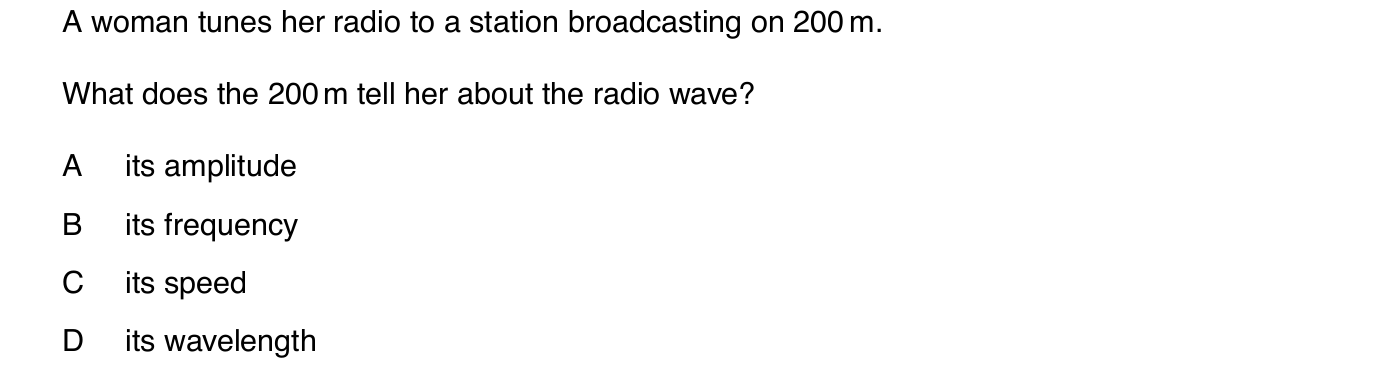 A woman tunes her radio to a station broadcasting on 200 m.
What does the 200 m tell her about the radio wave?
A its amplitude
B its frequency
C its speed
D its wavelength